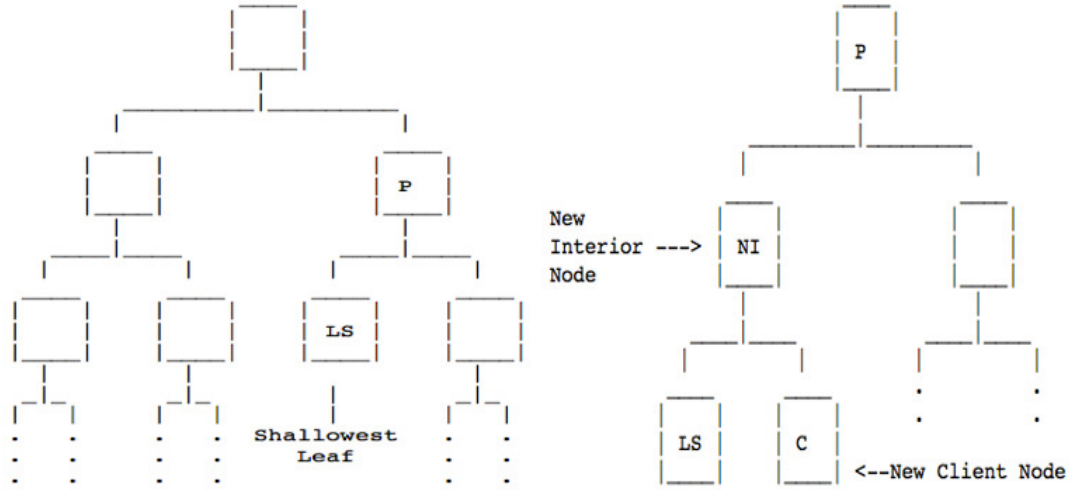 P
LS
Shallowest
Leaf
P
New
Interior --->
Node
NI
LS
C
<--New Client Node